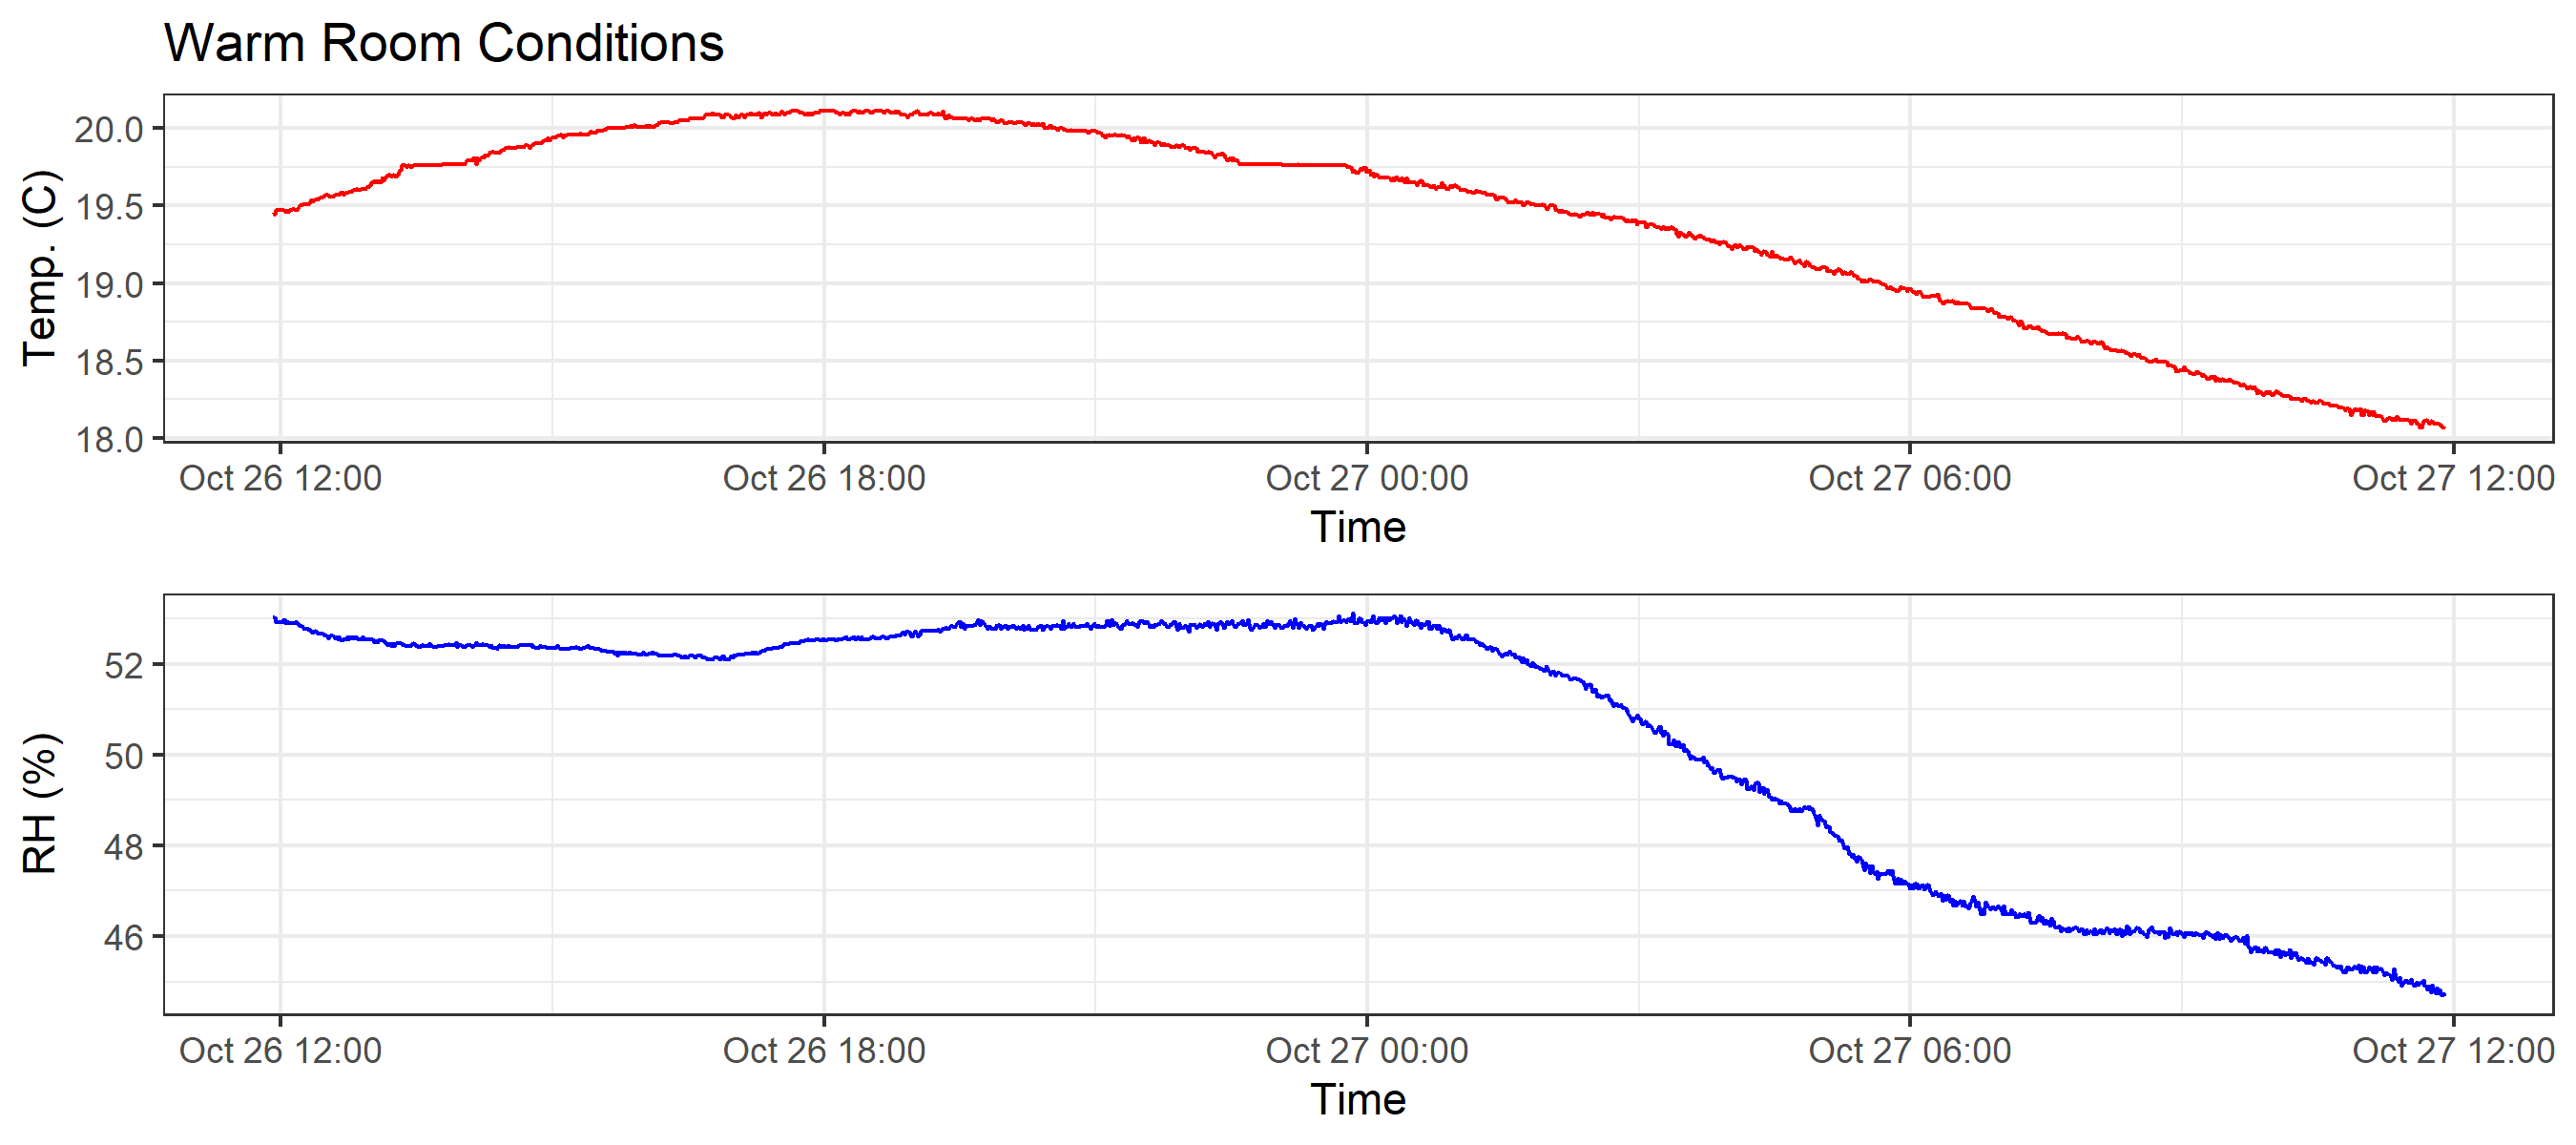 Warm Room Conditions
Temp. (C)
20.0
19.5
19.0
18.5
18.0
Oct 26 12:00 Oct 26 18:00 Oct 27 00:00 Oct 27 06:00 Oct 27 12:00
Time
RH (%)
52
50
48
46
Oct 26 12:00 Oct 26 18:00 Oct 27 00:00 Oct 27 06:00 Oct 27 12:00
Time